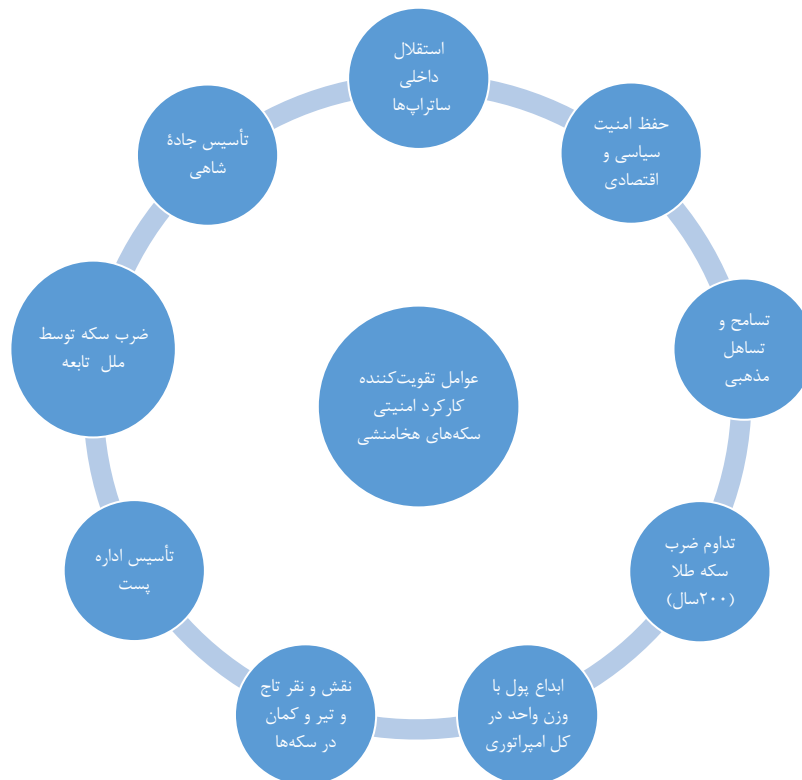 استقلال
داخلی
ساتراپ‌ها
حفظ امنیت
سیاسی و
اقتصادی
تسامح و
تساهل
مذهبی
تداوم ضرب
سکه طلا
(۲۰۰سال)
ابداع پول با
وزن واحد در
کل امپراتوری
نقش و نقر تاج
و تیر و کمان
در سکه‌ها
تأسیس اداره
پست
ضرب سکه توسط
ملل تابعه
تأسیس جادۀ
شاهی
عوامل تقویت‌کننده
کارکرد امنیتی
سکه‌های هخامنشی